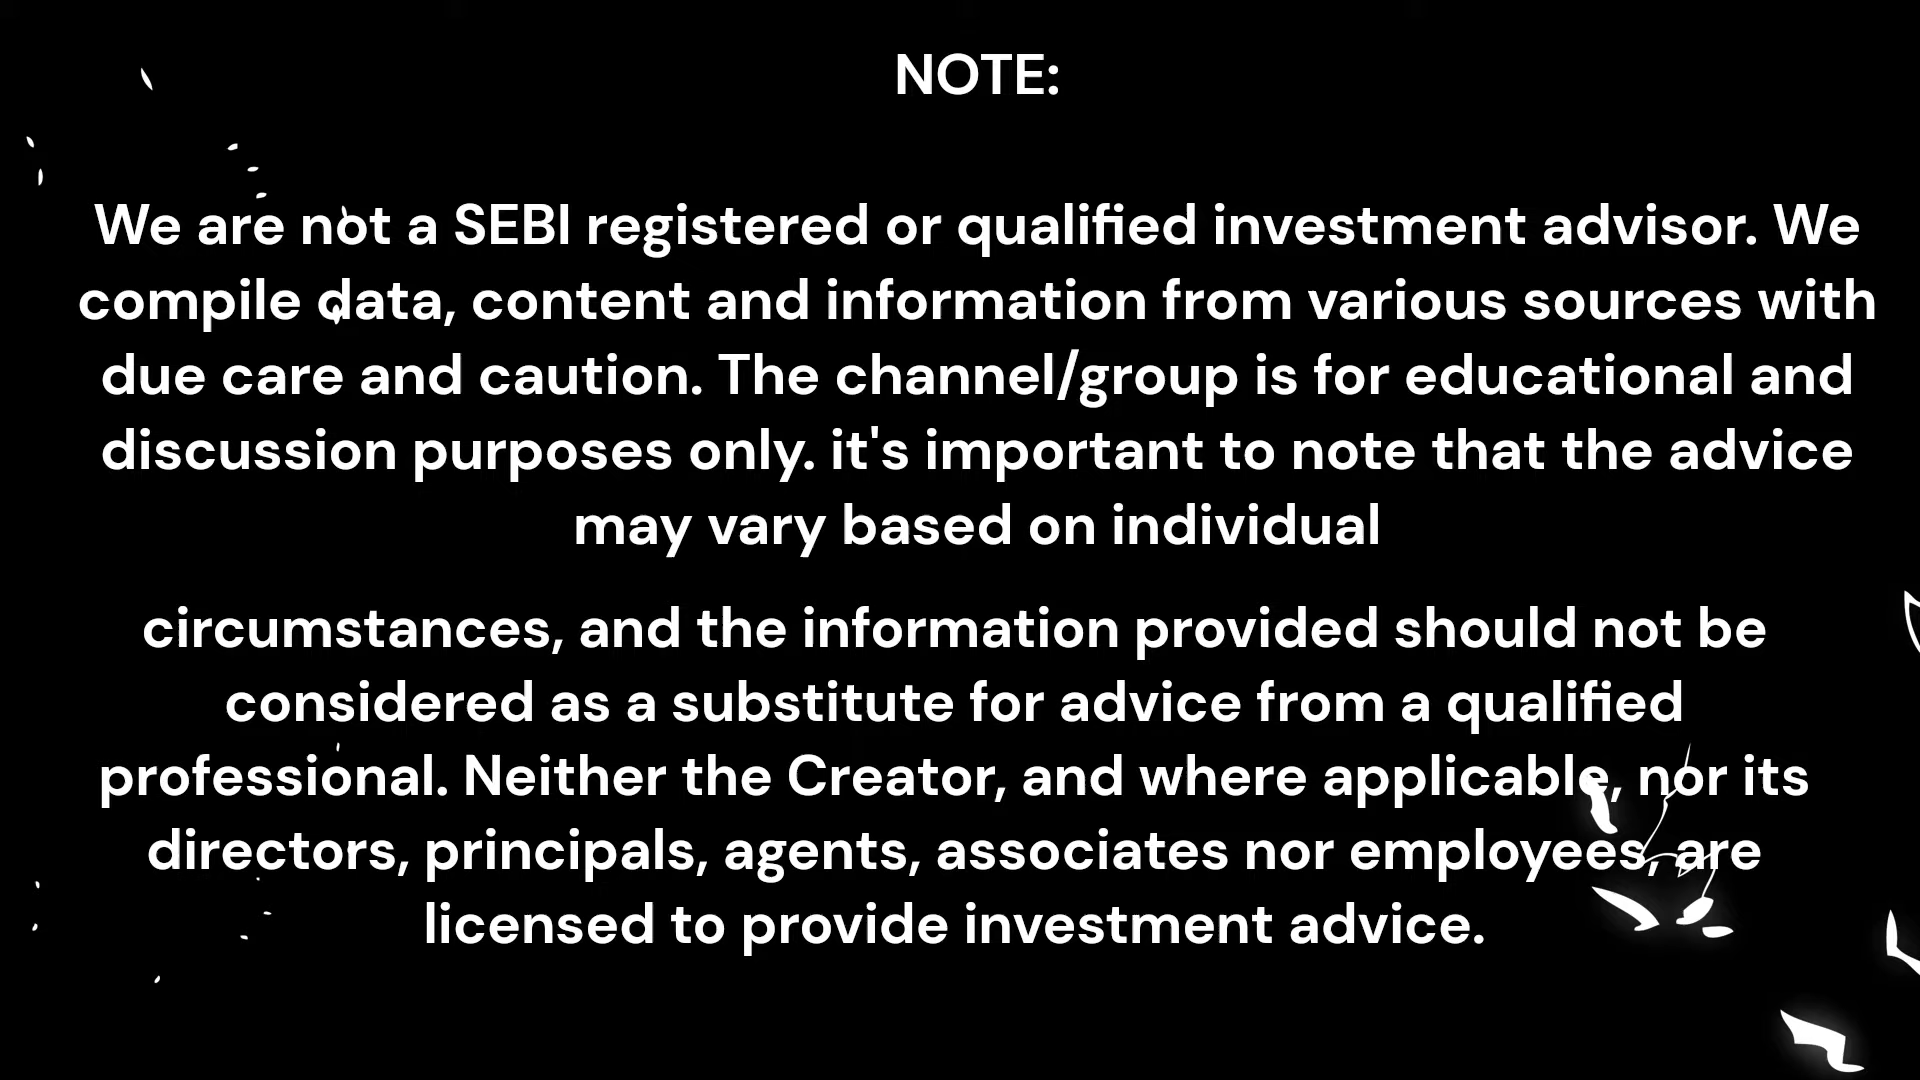 NOTE:
We are not a SEBI registered or qualified investment advisor. We
compile data, content and information from various sources with
due care and caution. The channel/group is for educational and
discussion purposes only. it's important to note that the advice
may vary based on individual
circumstances, and the information provided should not be
considered as a substitute for advice from a qualified
professional. Neither the Creator, and where applicable, nor its
directors, principals, agents, associates nor employees, are
licensed to provide investment advice.